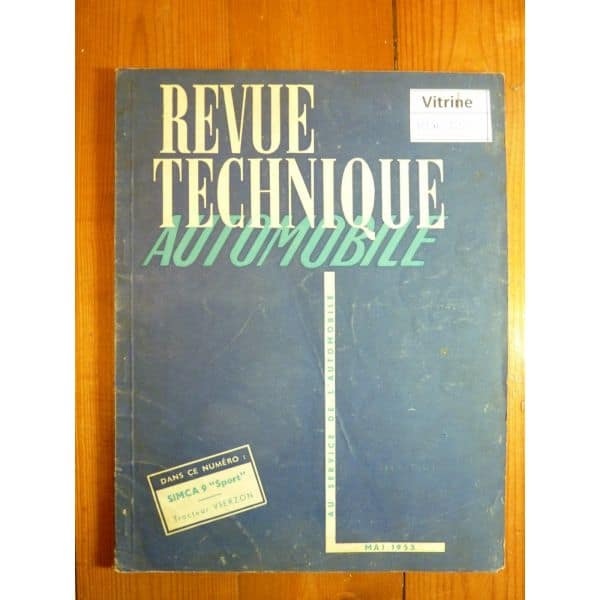 REVUE
TECHNIQUE
AUTOMOBILE
Vitrine
AU SERVICE DE L'AUTOMOBILE
DANS CE NUMÉRO :
SIMCA 9 "Sport"
Tracteur VIERZON
MAI 1953